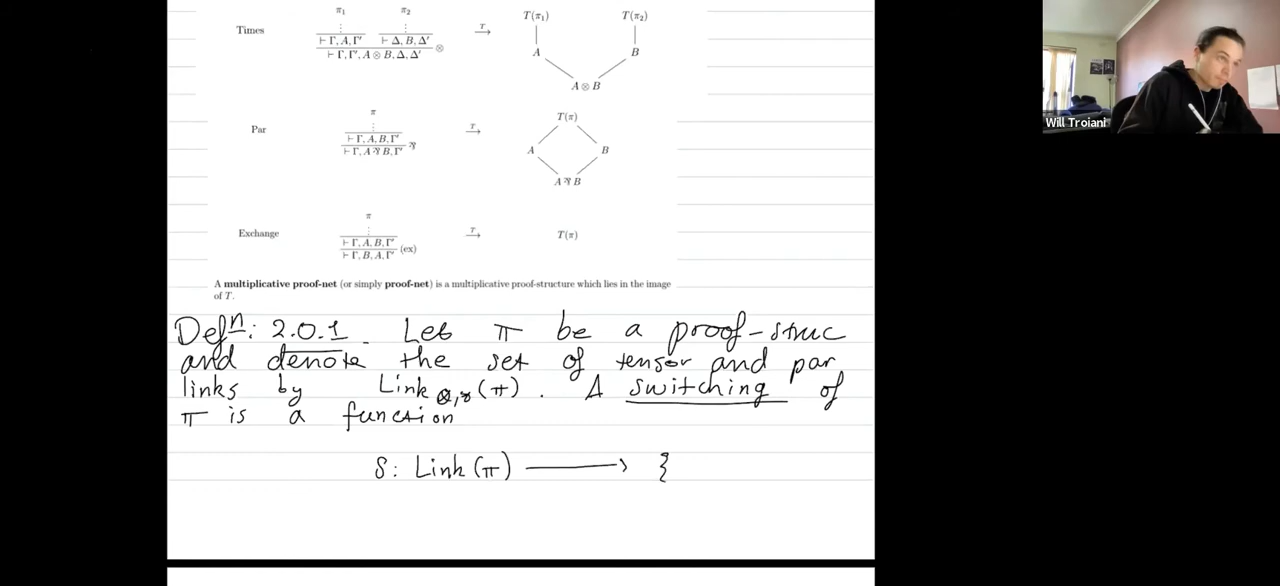 π₁ π₂ T(π₁) T(π₂)
Times ⋮ ⋮ T→
⊢ Γ, A, Γ′ ⊢ Δ, B, Δ′
⊢ Γ, Γ′, A ⊗ B, Δ, Δ′ ⊗
A B
A ⊗ B
π T(π)
Par ⋮ T→
⊢ Γ, A, B, Γ′
⊢ Γ, A ⅋ B, Γ′ ⅋
A B
A ⅋ B
π
Exchange ⋮ T→ T(π)
⊢ Γ, A, B, Γ′
⊢ Γ, B, A, Γ′ (ex)
A multiplicative proof-net (or simply proof-net) is a multiplicative proof-structure which lies in the image
of T.
Defⁿ: 2.0.1. Let π be a proof-struc
and denote the set of tensor and par
links by Link⊗,⅋(π). A switching of
π is a function
S: Link(π) ⟶ {
Will Troiani